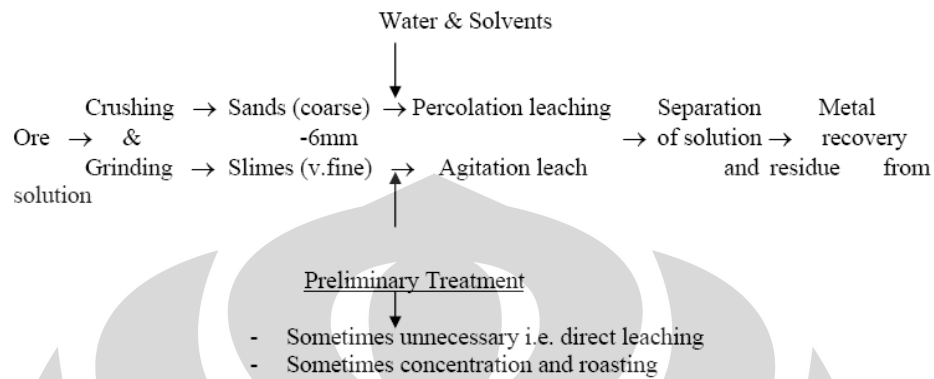 Water & Solvents
Crushing → Sands (coarse) → Percolation leaching Separation Metal
Ore → & -6mm → of solution → recovery
Grinding → Slimes (v.fine) → Agitation leach and residue from
solution
Preliminary Treatment
- Sometimes unnecessary i.e. direct leaching
- Sometimes concentration and roasting